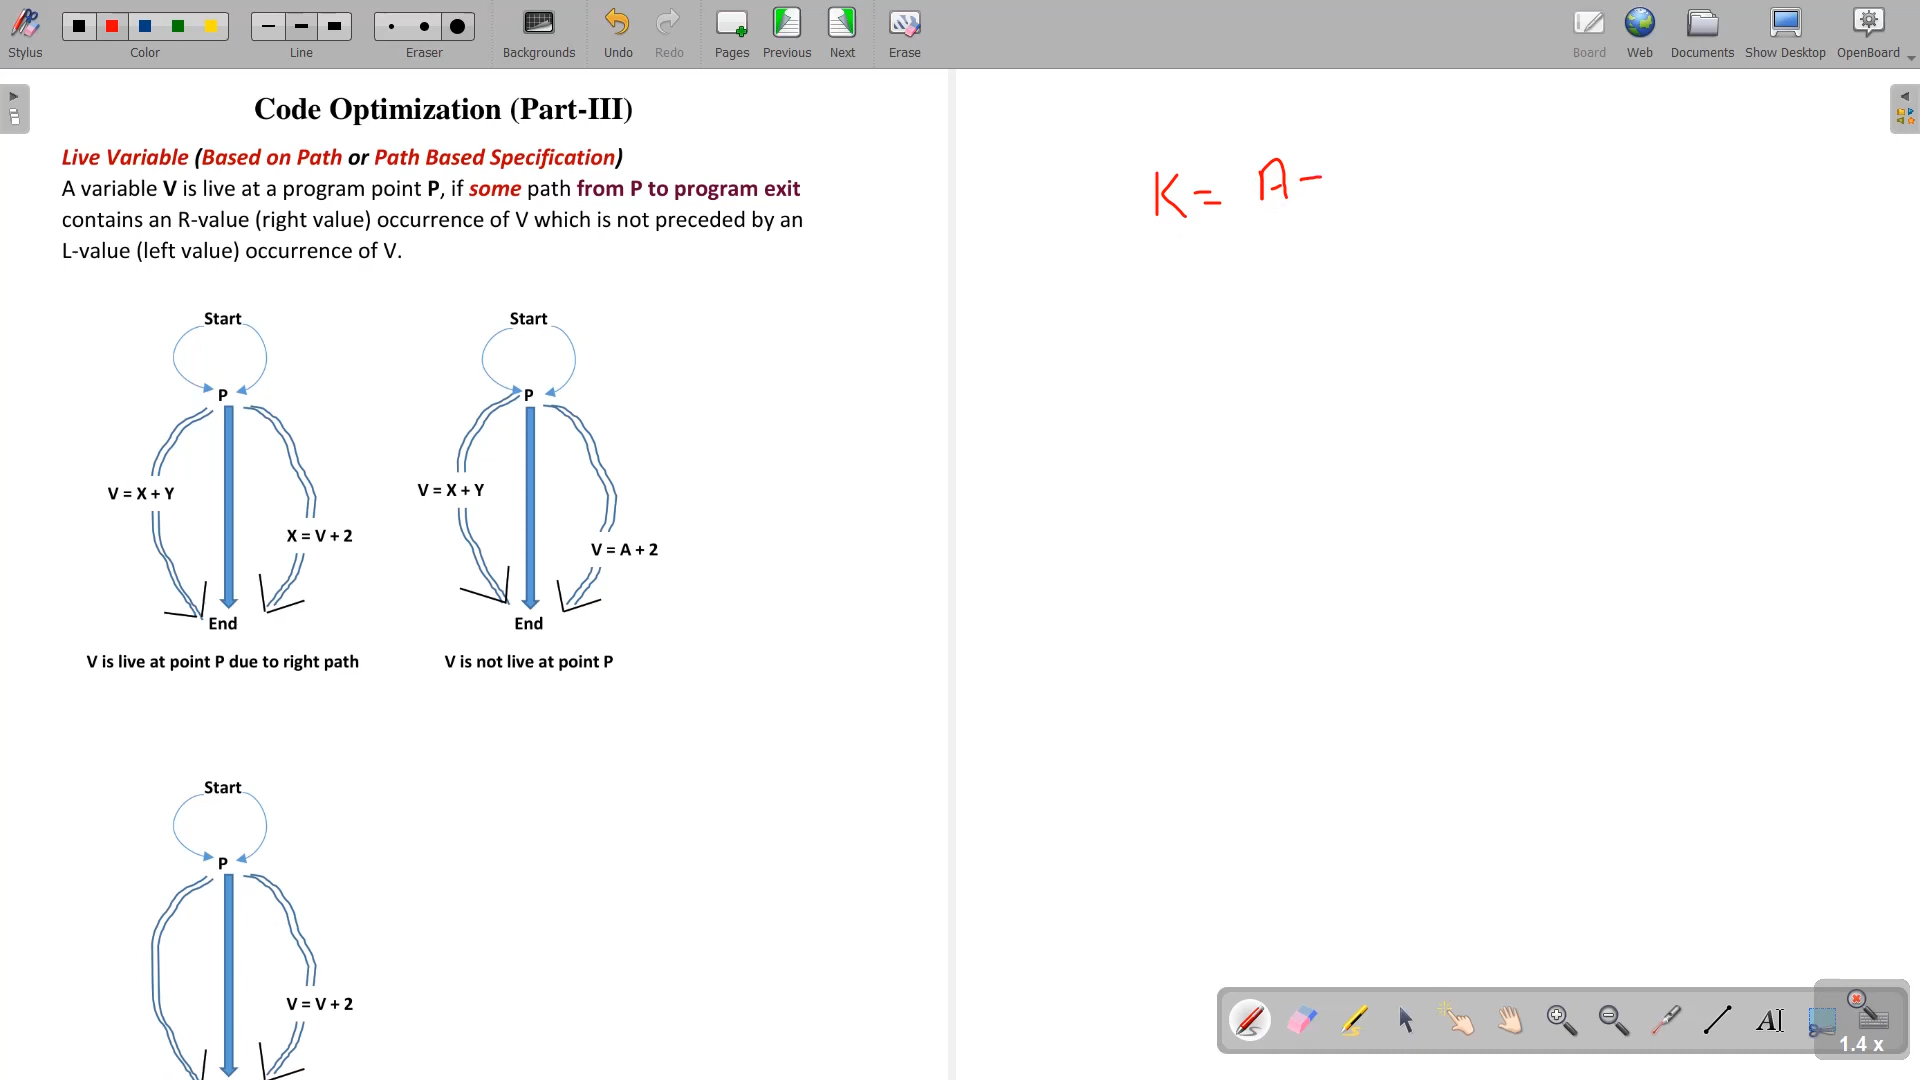 Stylus
Color
Line
Eraser
Backgrounds
Undo
Redo
Pages
Previous
Next
Erase
Board
Web
Documents
Show Desktop
OpenBoard
Code Optimization (Part-III)
Live Variable (Based on Path or Path Based Specification)
A variable V is live at a program point P, if some path from P to program exit
contains an R-value (right value) occurrence of V which is not preceded by an
L-value (left value) occurrence of V.
Start
P
V = X + Y
X = V + 2
End
V is live at point P due to right path
Start
P
V = X + Y
V = A + 2
End
V is not live at point P
Start
P
V = V + 2
K = A -
1.4 x